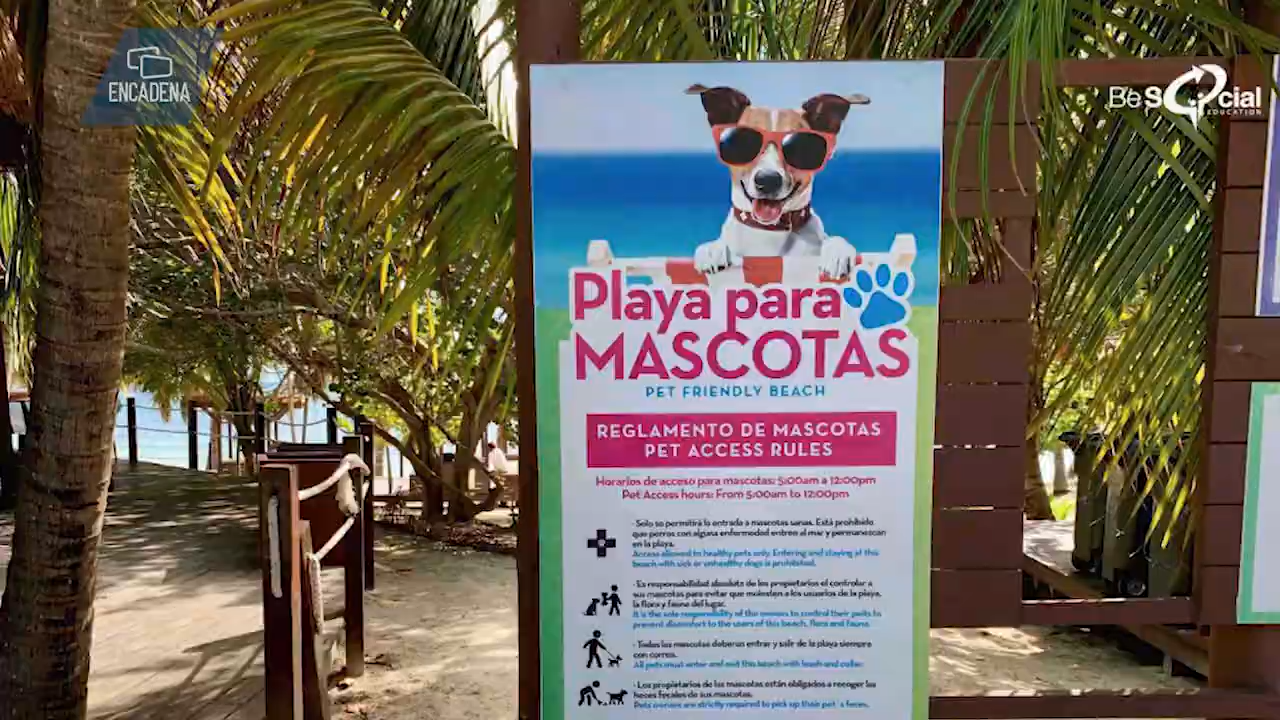 ENCADENA
BeSocial
EDUCATION
Playa para
MASCOTAS
PET FRIENDLY BEACH
REGLAMENTO DE MASCOTAS
PET ACCESS RULES
Horarios de acceso para mascotas: 5:00am a 12:00pm
Pet Access hours: From 5:00am to 12:00pm
- Solo se permitirá la entrada a mascotas sanas. Está prohibido
que perros con alguna enfermedad entren al mar y permanezcan
en la playa.
Access allowed to healthy pets only. Entering and staying at this
beach with sick or unhealthy dogs is prohibited.
- Es responsabilidad absoluta de los propietarios el controlar a
sus mascotas para evitar que molesten a los usuarios de la playa,
la flora y fauna del lugar.
It is the sole responsibility of the owners to control their pets to
prevent discomfort to the users of this beach, flora and fauna.
- Todas las mascotas deberan entrar y salir de la playa siempre
con correa.
All pets must enter and exit this beach with leash and collar.
- Los propietarios de las mascotas están obligados a recoger las
heces fecales de sus mascotas.
Pets owners are strictly required to pick up their pet´s feces.